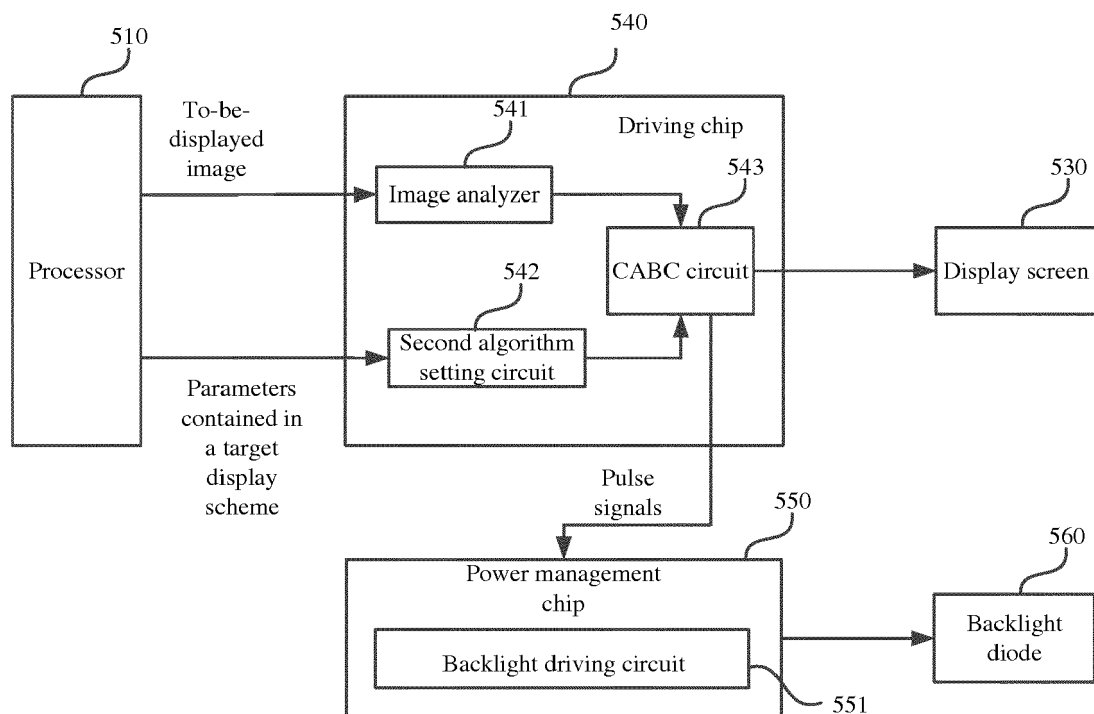 510
540
To-be-
displayed
image
541
Driving chip
543
530
Image analyzer
Processor
CABC circuit
Display screen
542
Second algorithm
setting circuit
Parameters
contained in
a target
display
scheme
Pulse
signals
550
560
Power management
chip
Backlight
diode
Backlight driving circuit
551